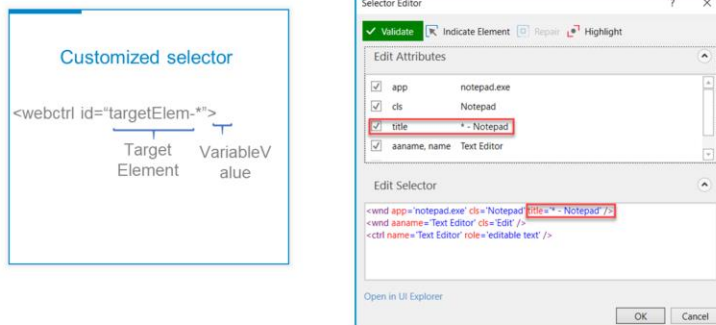 Customized selector
<webctrl id=“targetElem-*”>
Target
Element
VariableV
alue
Selector Editor
? ×
Validate Indicate Element Repair Highlight
Edit Attributes
app notepad.exe
cls Notepad
title * - Notepad
aaname, name Text Editor
Edit Selector
<wnd app='notepad.exe' cls='Notepad' title='* - Notepad' />
<wnd aaname='Text Editor' cls='Edit' />
<ctrl name='Text Editor' role='editable text' />
Open in UI Explorer
OK Cancel